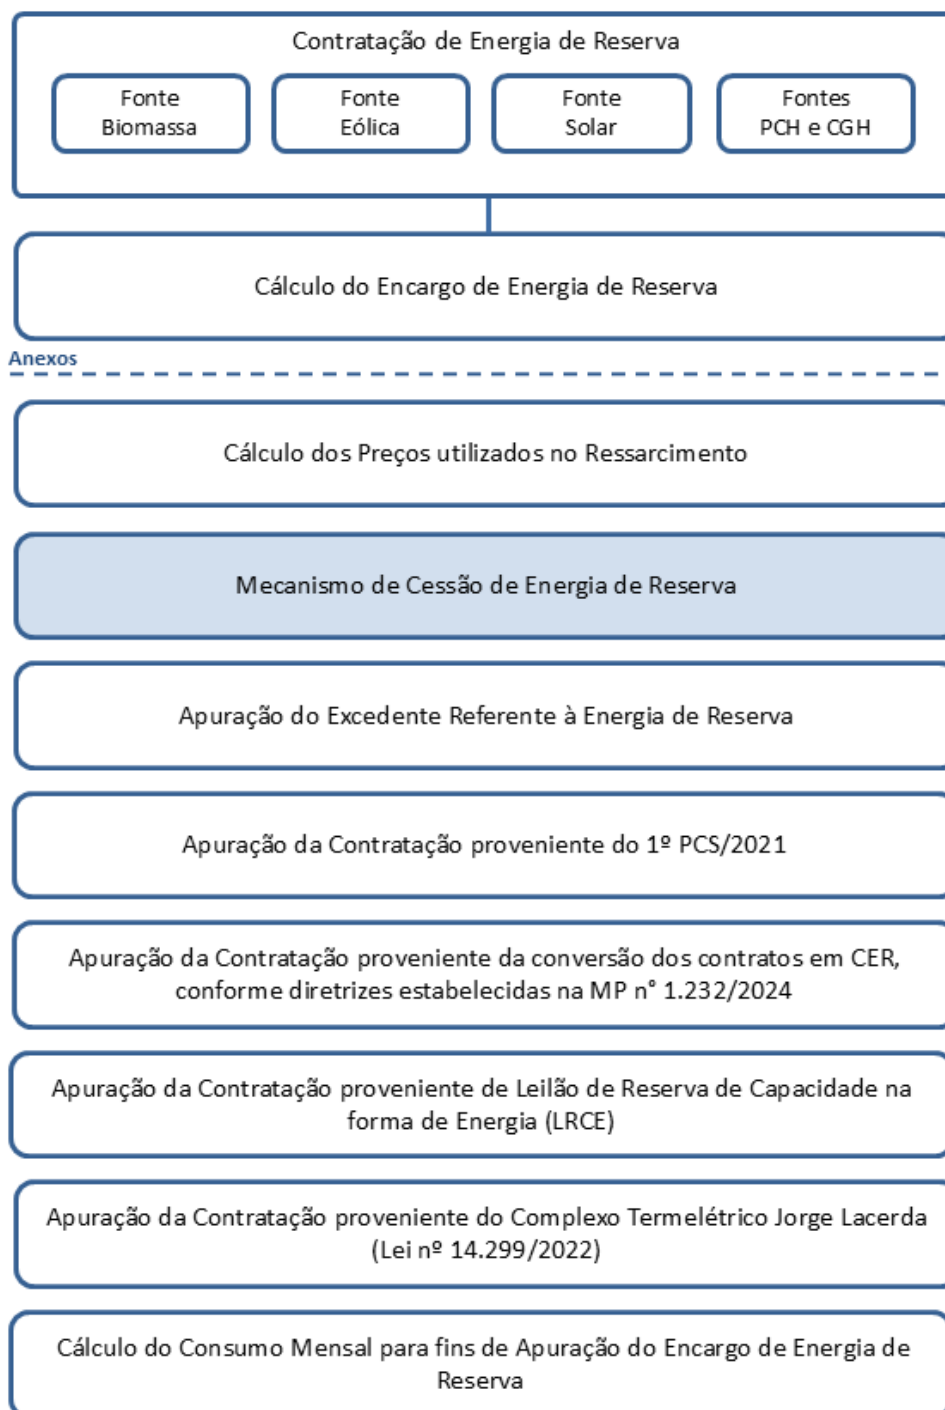 Contratação de Energia de Reserva
Fonte
Biomassa
Fonte
Eólica
Fonte
Solar
Fontes
PCH e CGH
Cálculo do Encargo de Energia de Reserva
Anexos
Cálculo dos Preços utilizados no Ressarcimento
Mecanismo de Cessão de Energia de Reserva
Apuração do Excedente Referente à Energia de Reserva
Apuração da Contratação proveniente do 1º PCS/2021
Apuração da Contratação proveniente da conversão dos contratos em CER,
conforme diretrizes estabelecidas na MP n° 1.232/2024
Apuração da Contratação proveniente de Leilão de Reserva de Capacidade na
forma de Energia (LRCE)
Apuração da Contratação proveniente do Complexo Termelétrico Jorge Lacerda
(Lei nº 14.299/2022)
Cálculo do Consumo Mensal para fins de Apuração do Encargo de Energia de
Reserva